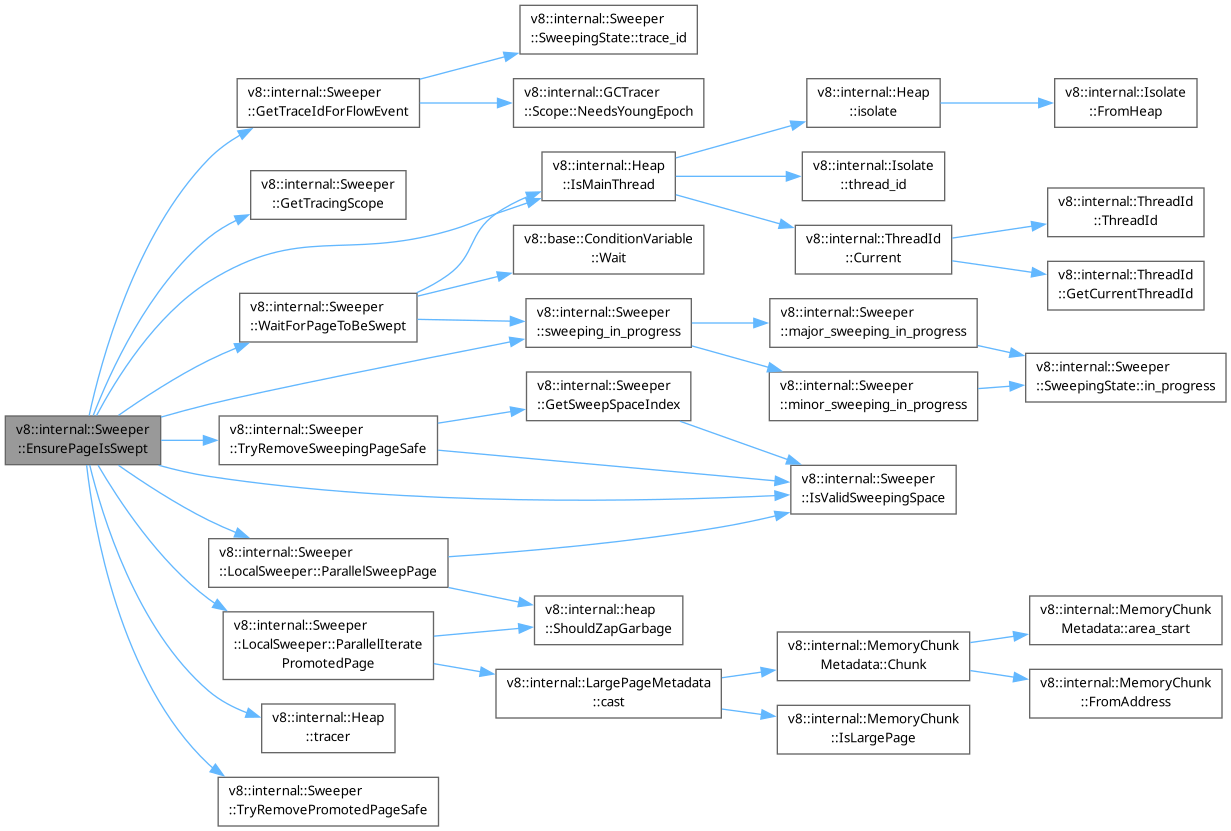 v8::internal::Sweeper
::EnsurePageIsSwept
v8::internal::Sweeper
::GetTraceIdForFlowEvent
v8::internal::Sweeper
::SweepingState::trace_id
v8::internal::GCTracer
::Scope::NeedsYoungEpoch
v8::internal::Sweeper
::GetTracingScope
v8::internal::Heap
::IsMainThread
v8::internal::Heap
::isolate
v8::internal::Isolate
::FromHeap
v8::internal::Isolate
::thread_id
v8::internal::ThreadId
::Current
v8::internal::ThreadId
::ThreadId
v8::internal::ThreadId
::GetCurrentThreadId
v8::internal::Sweeper
::WaitForPageToBeSwept
v8::base::ConditionVariable
::Wait
v8::internal::Sweeper
::sweeping_in_progress
v8::internal::Sweeper
::major_sweeping_in_progress
v8::internal::Sweeper
::minor_sweeping_in_progress
v8::internal::Sweeper
::SweepingState::in_progress
v8::internal::Sweeper
::TryRemoveSweepingPageSafe
v8::internal::Sweeper
::GetSweepSpaceIndex
v8::internal::Sweeper
::IsValidSweepingSpace
v8::internal::Sweeper
::LocalSweeper::ParallelSweepPage
v8::internal::heap
::ShouldZapGarbage
v8::internal::Sweeper
::LocalSweeper::ParallelIterate
PromotedPage
v8::internal::LargePageMetadata
::cast
v8::internal::MemoryChunk
Metadata::Chunk
v8::internal::MemoryChunk
Metadata::area_start
v8::internal::MemoryChunk
::FromAddress
v8::internal::MemoryChunk
::IsLargePage
v8::internal::Heap
::tracer
v8::internal::Sweeper
::TryRemovePromotedPageSafe